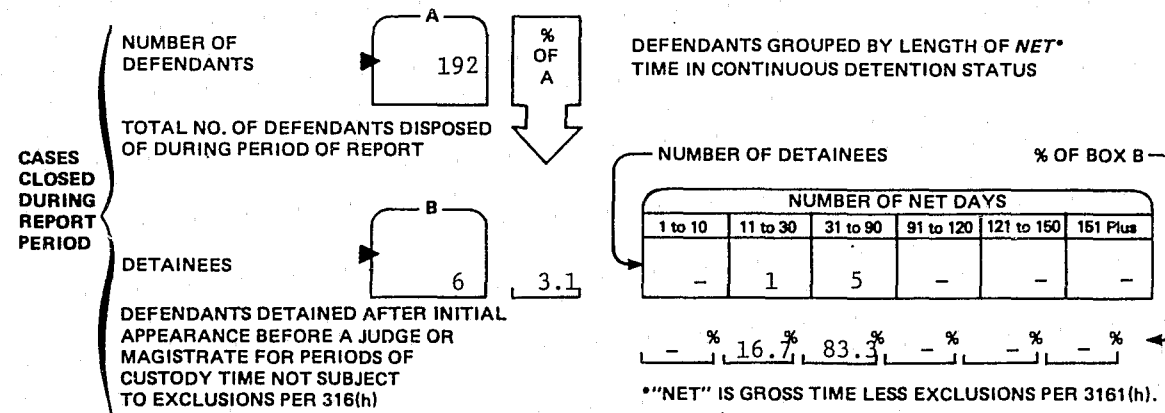 CASES
CLOSED
DURING
REPORT
PERIOD
NUMBER OF
DEFENDANTS
A
192
%
OF
A
TOTAL NO. OF DEFENDANTS DISPOSED
OF DURING PERIOD OF REPORT
B
DETAINEES
6
3.1
DEFENDANTS DETAINED AFTER INITIAL
APPEARANCE BEFORE A JUDGE OR
MAGISTRATE FOR PERIODS OF
CUSTODY TIME NOT SUBJECT
TO EXCLUSIONS PER 316(h)
DEFENDANTS GROUPED BY LENGTH OF NET*
TIME IN CONTINUOUS DETENTION STATUS
NUMBER OF DETAINEES % OF BOX B
NUMBER OF NET DAYS
1 to 10 11 to 30 31 to 90 91 to 120 121 to 150 151 Plus
– 1 5 – – –
– % 16.7% 83.3% – % – % – %
*"NET" IS GROSS TIME LESS EXCLUSIONS PER 3161(h).